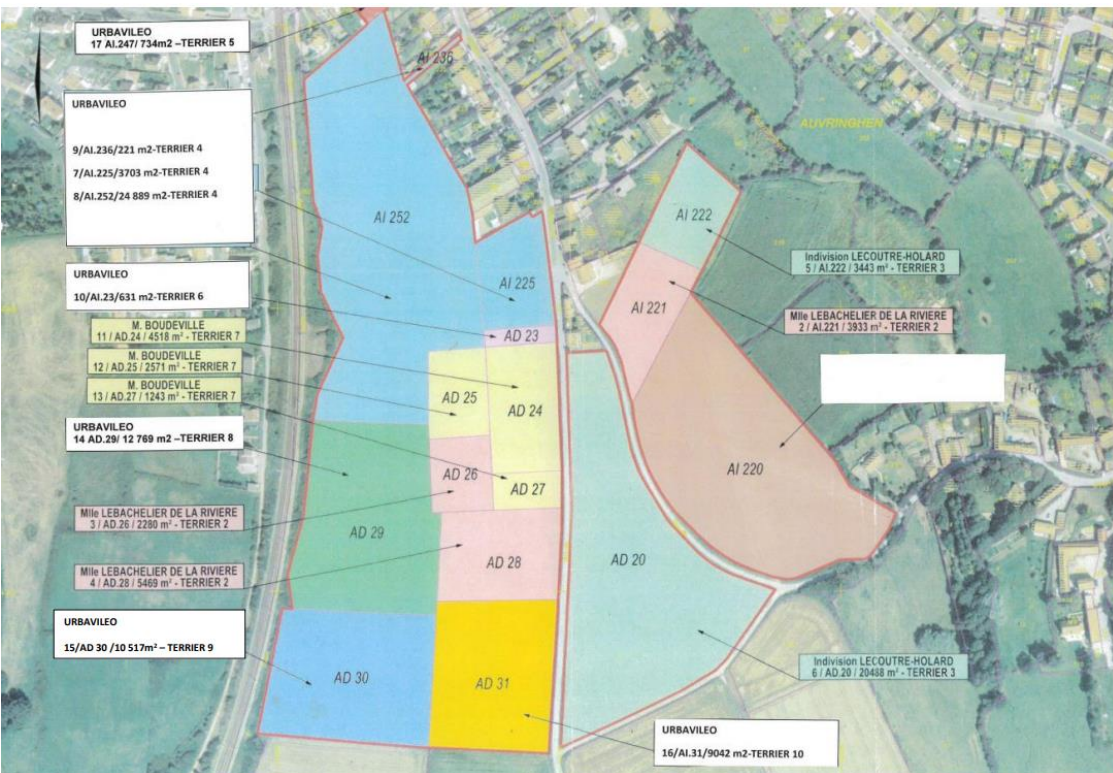 URBAVILEO
17 AI.247/ 734m2 –TERRIER 5
AI 236
URBAVILEO
9/AI.236/221 m2-TERRIER 4
7/AI.225/3703 m2-TERRIER 4
8/AI.252/24 889 m2-TERRIER 4
AUVRINGHEN
AI 252
AI 222
Indivision LECOUTRE-HOLARD
5 / AI.222 / 3443 m² - TERRIER 3
URBAVILEO
10/AI.23/631 m2-TERRIER 6
AI 225
AI 221
Mlle LEBACHELIER DE LA RIVIERE
2 / AI.221 / 3933 m² - TERRIER 2
M. BOUDEVILLE
11 / AD.24 / 4518 m² - TERRIER 7
AD 23
M. BOUDEVILLE
12 / AD.25 / 2571 m² - TERRIER 7
M. BOUDEVILLE
13 / AD.27 / 1243 m² - TERRIER 7
AD 25
AD 24
URBAVILEO
14 AD.29/ 12 769 m2 –TERRIER 8
AD 26
AI 220
AD 27
Mlle LEBACHELIER DE LA RIVIERE
3 / AD.26 / 2280 m² - TERRIER 2
AD 29
AD 28
AD 20
Mlle LEBACHELIER DE LA RIVIERE
4 / AD.28 / 5469 m² - TERRIER 2
URBAVILEO
15/AD 30 /10 517m² – TERRIER 9
AD 30
AD 31
Indivision LECOUTRE-HOLARD
6 / AD.20 / 20488 m² - TERRIER 3
URBAVILEO
16/AI.31/9042 m2-TERRIER 10